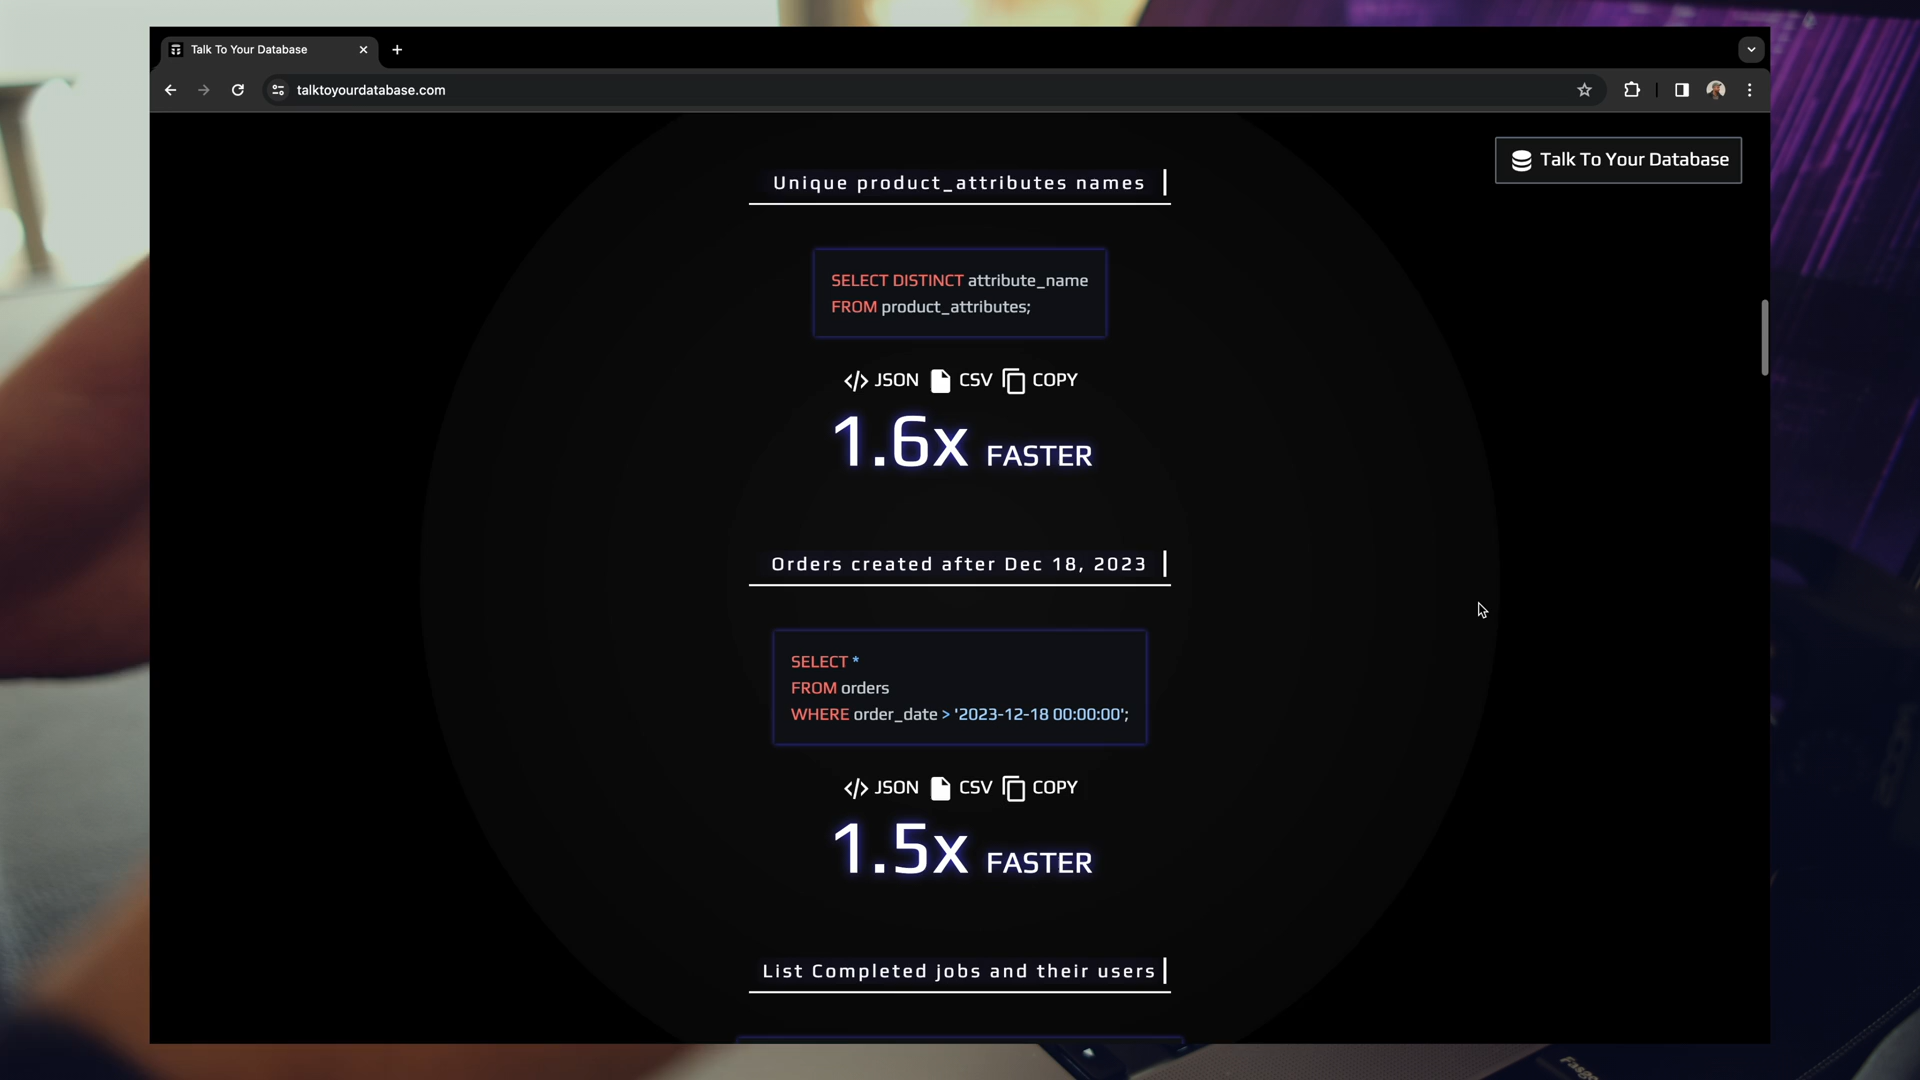 Talk To Your Database
talktoyourdatabase.com
Talk To Your Database
Unique product_attributes names
SELECT DISTINCT attribute_name
FROM product_attributes;
</> JSON CSV COPY
1.6x FASTER
Orders created after Dec 18, 2023
SELECT *
FROM orders
WHERE order_date > '2023-12-18 00:00:00';
</> JSON CSV COPY
1.5x FASTER
List Completed jobs and their users